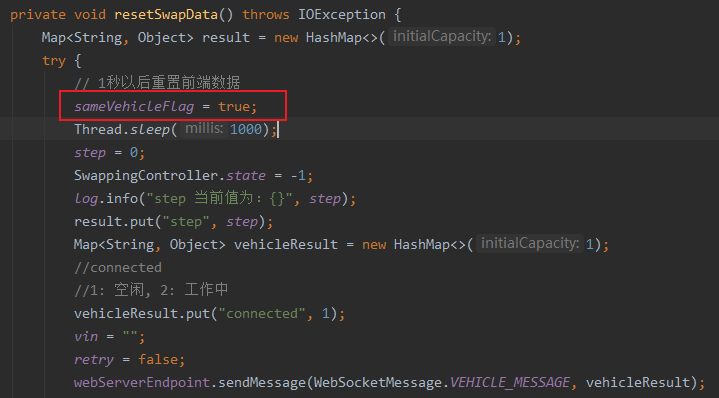 private void resetSwapData() throws IOException {
Map<String, Object> result = new HashMap<>( initialCapacity: 1);
try {
// 1秒以后重置前端数据
sameVehicleFlag = true;
Thread.sleep( millis: 1000);
step = 0;
SwappingController.state = -1;
log.info("step 当前值为：{}", step);
result.put("step", step);
Map<String, Object> vehicleResult = new HashMap<>( initialCapacity: 1);
//connected
//1: 空闲, 2: 工作中
vehicleResult.put("connected", 1);
vin = "";
retry = false;
webServerEndpoint.sendMessage(WebSocketMessage.VEHICLE_MESSAGE, vehicleResult);